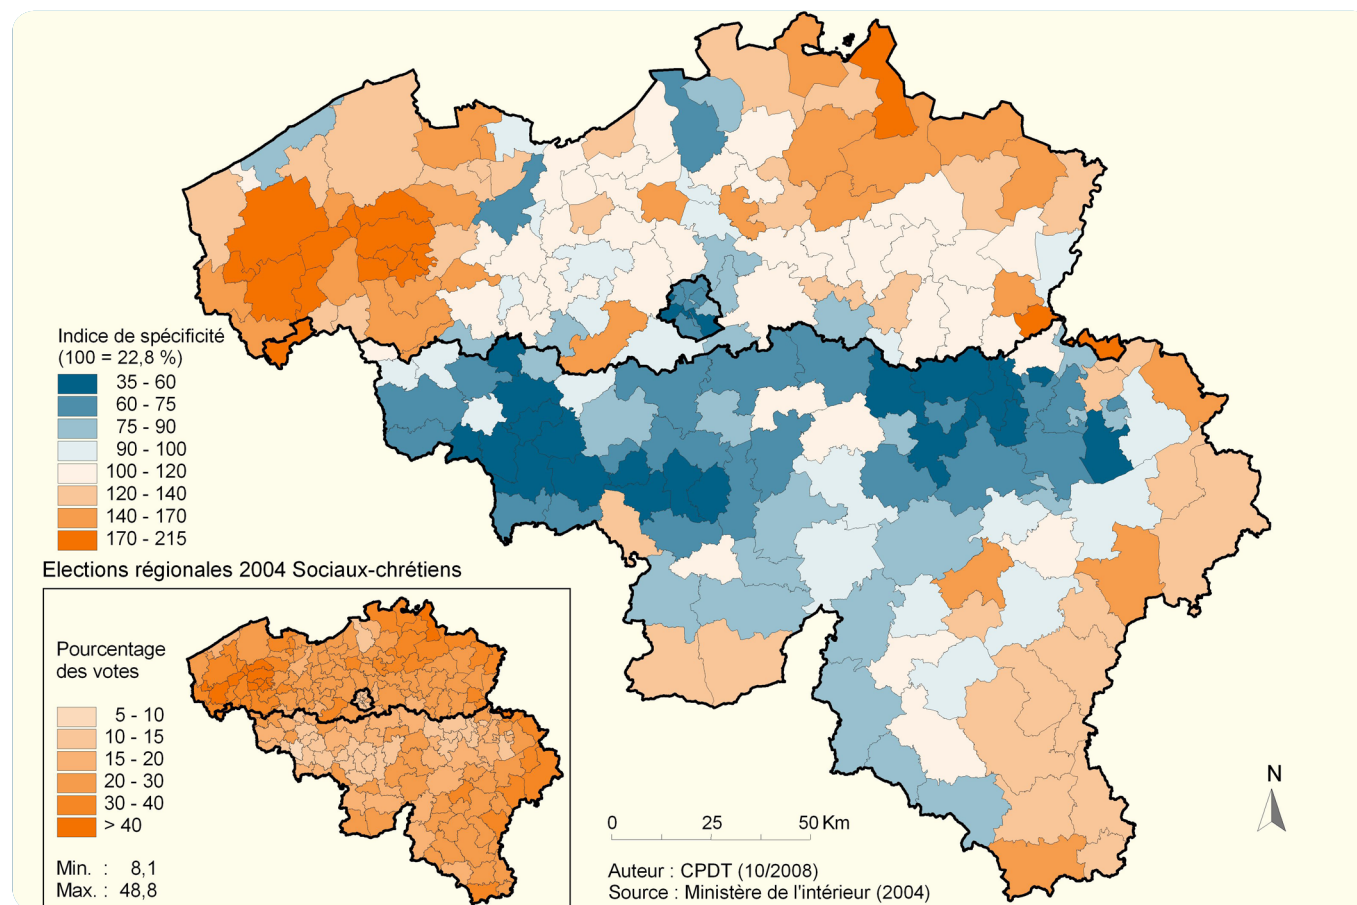 Indice de spécificité
(100 = 22,8 %)
35 - 60
60 - 75
75 - 90
90 - 100
100 - 120
120 - 140
140 - 170
170 - 215
Elections régionales 2004 Sociaux-chrétiens
Pourcentage
des votes
5 - 10
10 - 15
15 - 20
20 - 30
30 - 40
> 40
Min. : 8,1
Max. : 48,8
0 25 50 Km
Auteur : CPDT (10/2008)
Source : Ministère de l'intérieur (2004)
N